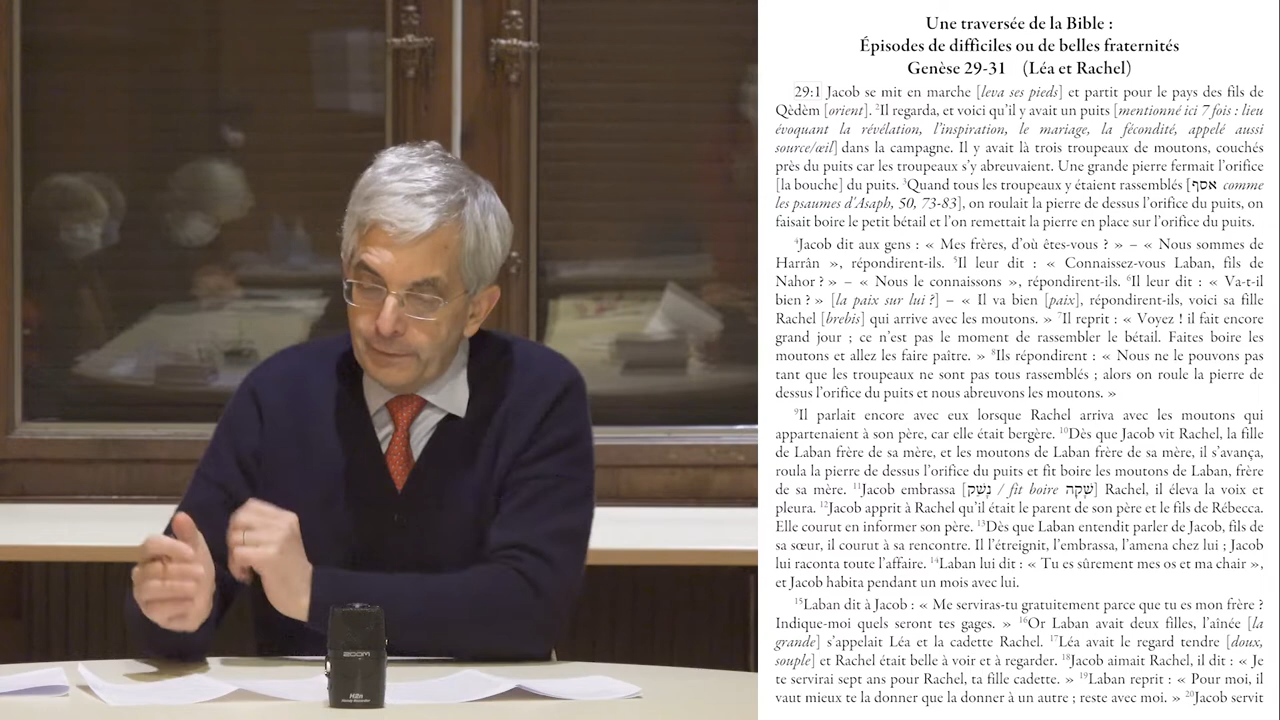 Une traversée de la Bible :
Épisodes de difficiles ou de belles fraternités
Genèse 29-31 (Léa et Rachel)
29:1 Jacob se mit en marche [leva ses pieds] et partit pour le pays des fils de
Qèdèm [orient]. ²Il regarda, et voici qu'il y avait un puits [mentionné ici 7 fois : lieu
évoquant la révélation, l'inspiration, le mariage, la fécondité, appelé aussi
source/œil] dans la campagne. Il y avait là trois troupeaux de moutons, couchés
près du puits car les troupeaux s'y abreuvaient. Une grande pierre fermait l'orifice
[la bouche] du puits. ³Quand tous les troupeaux y étaient rassemblés [אסף comme
les psaumes d'Asaph, 50, 73-83], on roulait la pierre de dessus l'orifice du puits, on
faisait boire le petit bétail et l'on remettait la pierre en place sur l'orifice du puits.
⁴Jacob dit aux gens : « Mes frères, d'où êtes-vous ? » – « Nous sommes de
Harrân », répondirent-ils. ⁵Il leur dit : « Connaissez-vous Laban, fils de
Nahor ? » – « Nous le connaissons », répondirent-ils. ⁶Il leur dit : « Va-t-il
bien ? » [la paix sur lui ?] – « Il va bien [paix], répondirent-ils, voici sa fille
Rachel [brebis] qui arrive avec les moutons. » ⁷Il reprit : « Voyez ! il fait encore
grand jour ; ce n'est pas le moment de rassembler le bétail. Faites boire les
moutons et allez les faire paître. » ⁸Ils répondirent : « Nous ne le pouvons pas
tant que les troupeaux ne sont pas tous rassemblés ; alors on roule la pierre de
dessus l'orifice du puits et nous abreuvons les moutons. »
⁹Il parlait encore avec eux lorsque Rachel arriva avec les moutons qui
appartenaient à son père, car elle était bergère. ¹⁰Dès que Jacob vit Rachel, la fille
de Laban frère de sa mère, et les moutons de Laban frère de sa mère, il s'avança,
roula la pierre de dessus l'orifice du puits et fit boire les moutons de Laban, frère
de sa mère. ¹¹Jacob embrassa [נָשַׁק / fit boire שָׁקָה] Rachel, il éleva la voix et
pleura. ¹²Jacob apprit à Rachel qu'il était le parent de son père et le fils de Rébecca.
Elle courut en informer son père. ¹³Dès que Laban entendit parler de Jacob, fils de
sa sœur, il courut à sa rencontre. Il l'étreignit, l'embrassa, l'amena chez lui ; Jacob
lui raconta toute l'affaire. ¹⁴Laban lui dit : « Tu es sûrement mes os et ma chair »,
et Jacob habita pendant un mois avec lui.
¹⁵Laban dit à Jacob : « Me serviras-tu gratuitement parce que tu es mon frère ?
Indique-moi quels seront tes gages. » ¹⁶Or Laban avait deux filles, l'aînée [la
grande] s'appelait Léa et la cadette Rachel. ¹⁷Léa avait le regard tendre [doux,
souple] et Rachel était belle à voir et à regarder. ¹⁸Jacob aimait Rachel, il dit : « Je
te servirai sept ans pour Rachel, ta fille cadette. » ¹⁹Laban reprit : « Pour moi, il
vaut mieux te la donner que la donner à un autre ; reste avec moi. » ²⁰Jacob servit
zoom
H2n
Handy Recorder